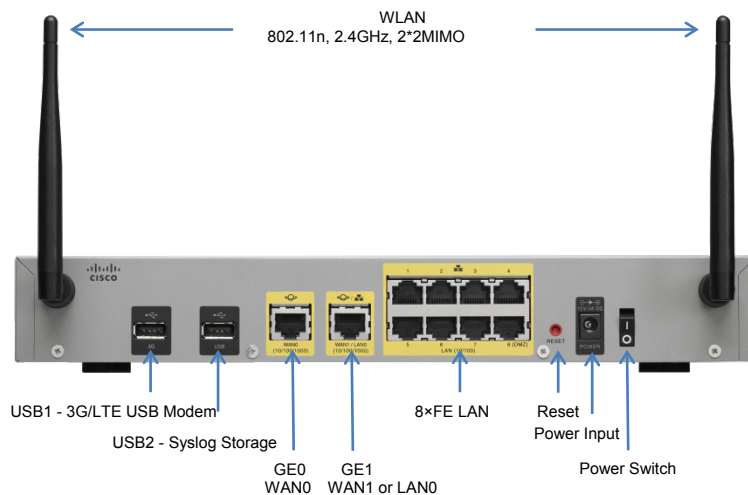 WLAN
802.11n, 2.4GHz, 2*2MIMO
CISCO
1 2 3 4
3G
USB
WAN0
(10/100/1000)
WAN1 / LAN0
(10/100/1000)
5 6 7 8 (DMZ)
LAN (10/100)
RESET
POWER
I
O
USB1 - 3G/LTE USB Modem
USB2 - Syslog Storage
8×FE LAN
Reset
Power Input
Power Switch
GE0
WAN0
GE1
WAN1 or LAN0